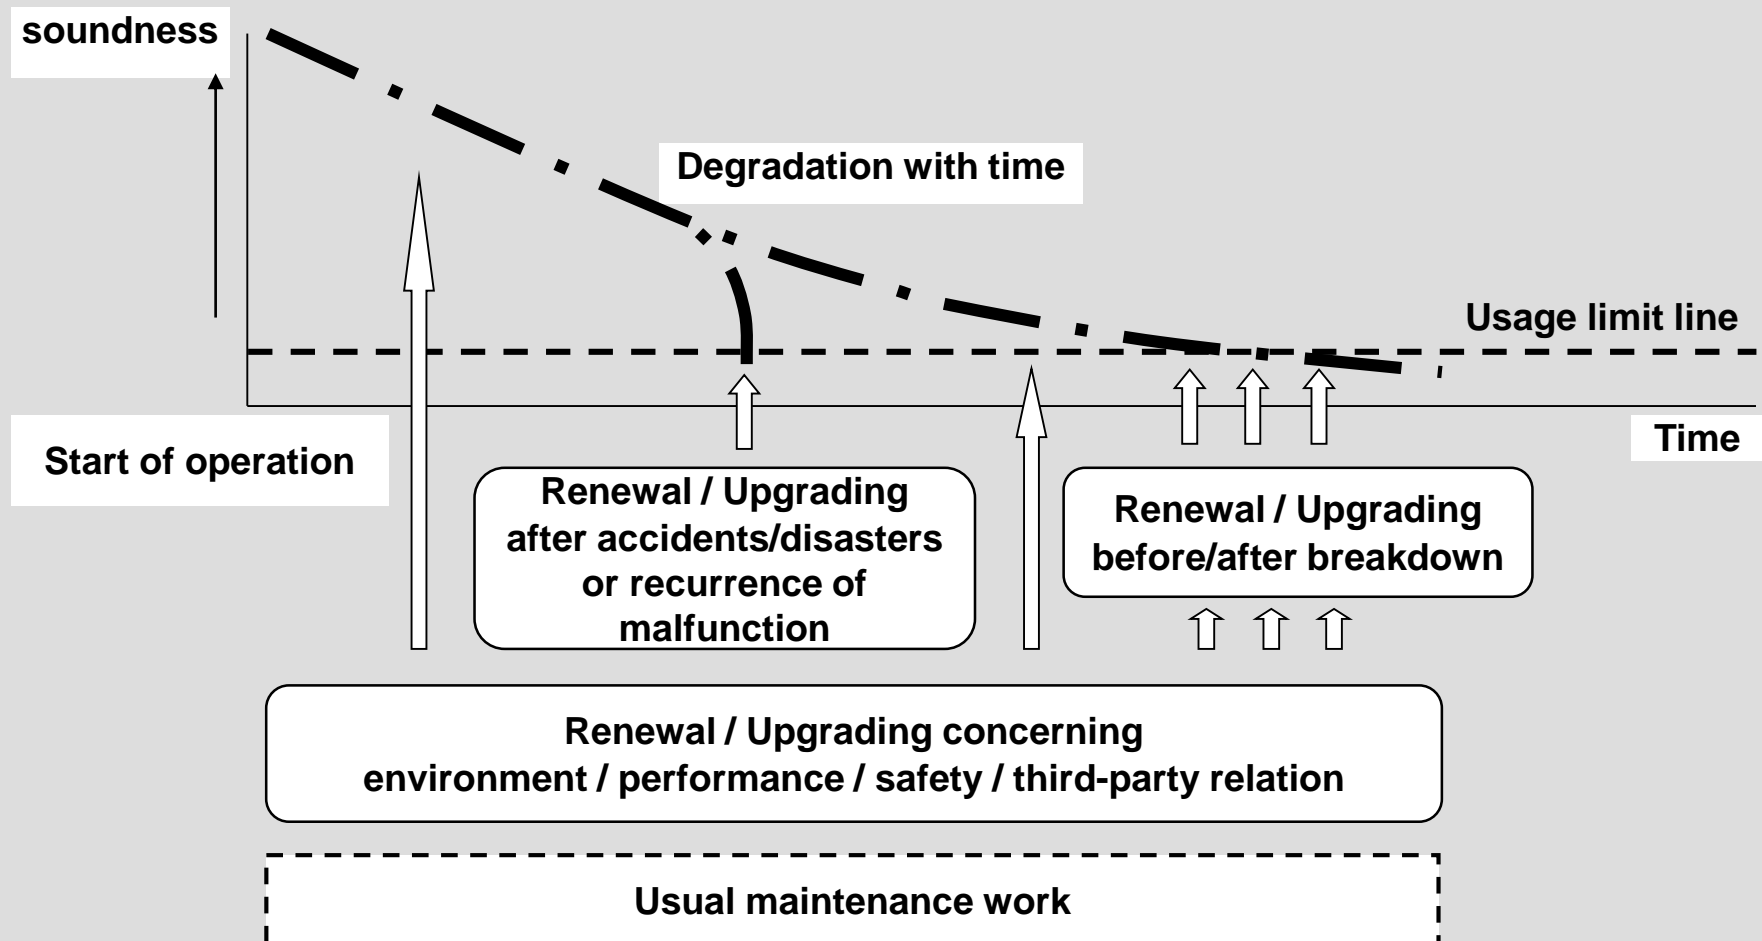 soundness
Degradation with time
Usage limit line
Time
Start of operation
Renewal / Upgrading
after accidents/disasters
or recurrence of
malfunction
Renewal / Upgrading
before/after breakdown
Renewal / Upgrading concerning
environment / performance / safety / third-party relation
Usual maintenance work